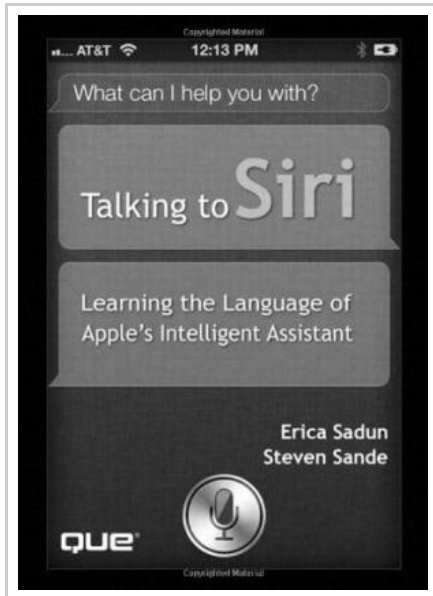 Copyrighted Material
AT&T 12:13 PM
What can I help you with?
Talking to Siri
Learning the Language of
Apple's Intelligent Assistant
Erica Sadun
Steven Sande
QUE®
Copyrighted Material